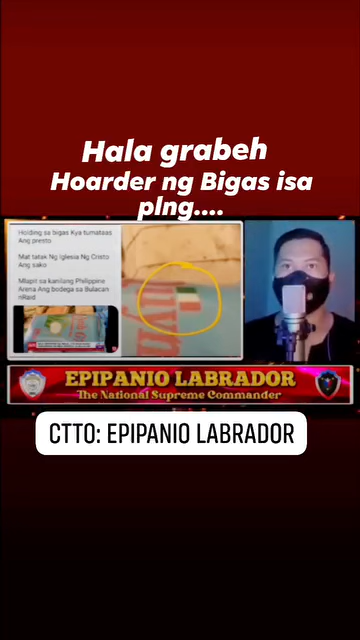 Hala grabeh
Hoarder ng Bigas isa
plng....
Holding sa bigas Kya tumataas
Ang presto
Mat tatak Ng Iglesia Ng Cristo
Ang sako
Mlapit sa kanilang Philippine
Arena Ang bodega sa Bulacan
nRaid
EPIPANIO LABRADOR
The National Supreme Commander
CTTO: EPIPANIO LABRADOR